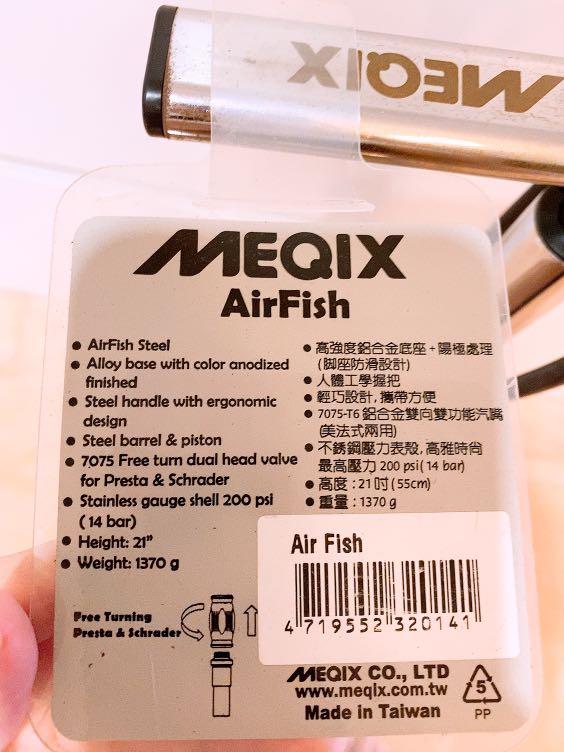 MEQIX
MEQIX
AirFish
AirFish Steel
Alloy base with color anodized
finished
Steel handle with ergonomic
design
Steel barrel & piston
7075 Free turn dual head valve
for Presta & Schrader
Stainless gauge shell 200 psi
(14 bar)
Height: 21"
Weight: 1370 g
高強度鋁合金底座+陽極處理
(脚座防滑設計)
人體工學握把
輕巧設計,攜帶方便
7075-T6 鋁合金雙向雙功能汽嘴
(美法式兩用)
不銹鋼壓力表殼,高雅時尚
最高壓力 200 psi(14 bar)
高度:21吋(55cm)
重量:1370 g
Air Fish
4 719552 320141
Free Turning
Presta & Schrader
MEQIX CO., LTD
www.meqix.com.tw
Made in Taiwan
5
PP